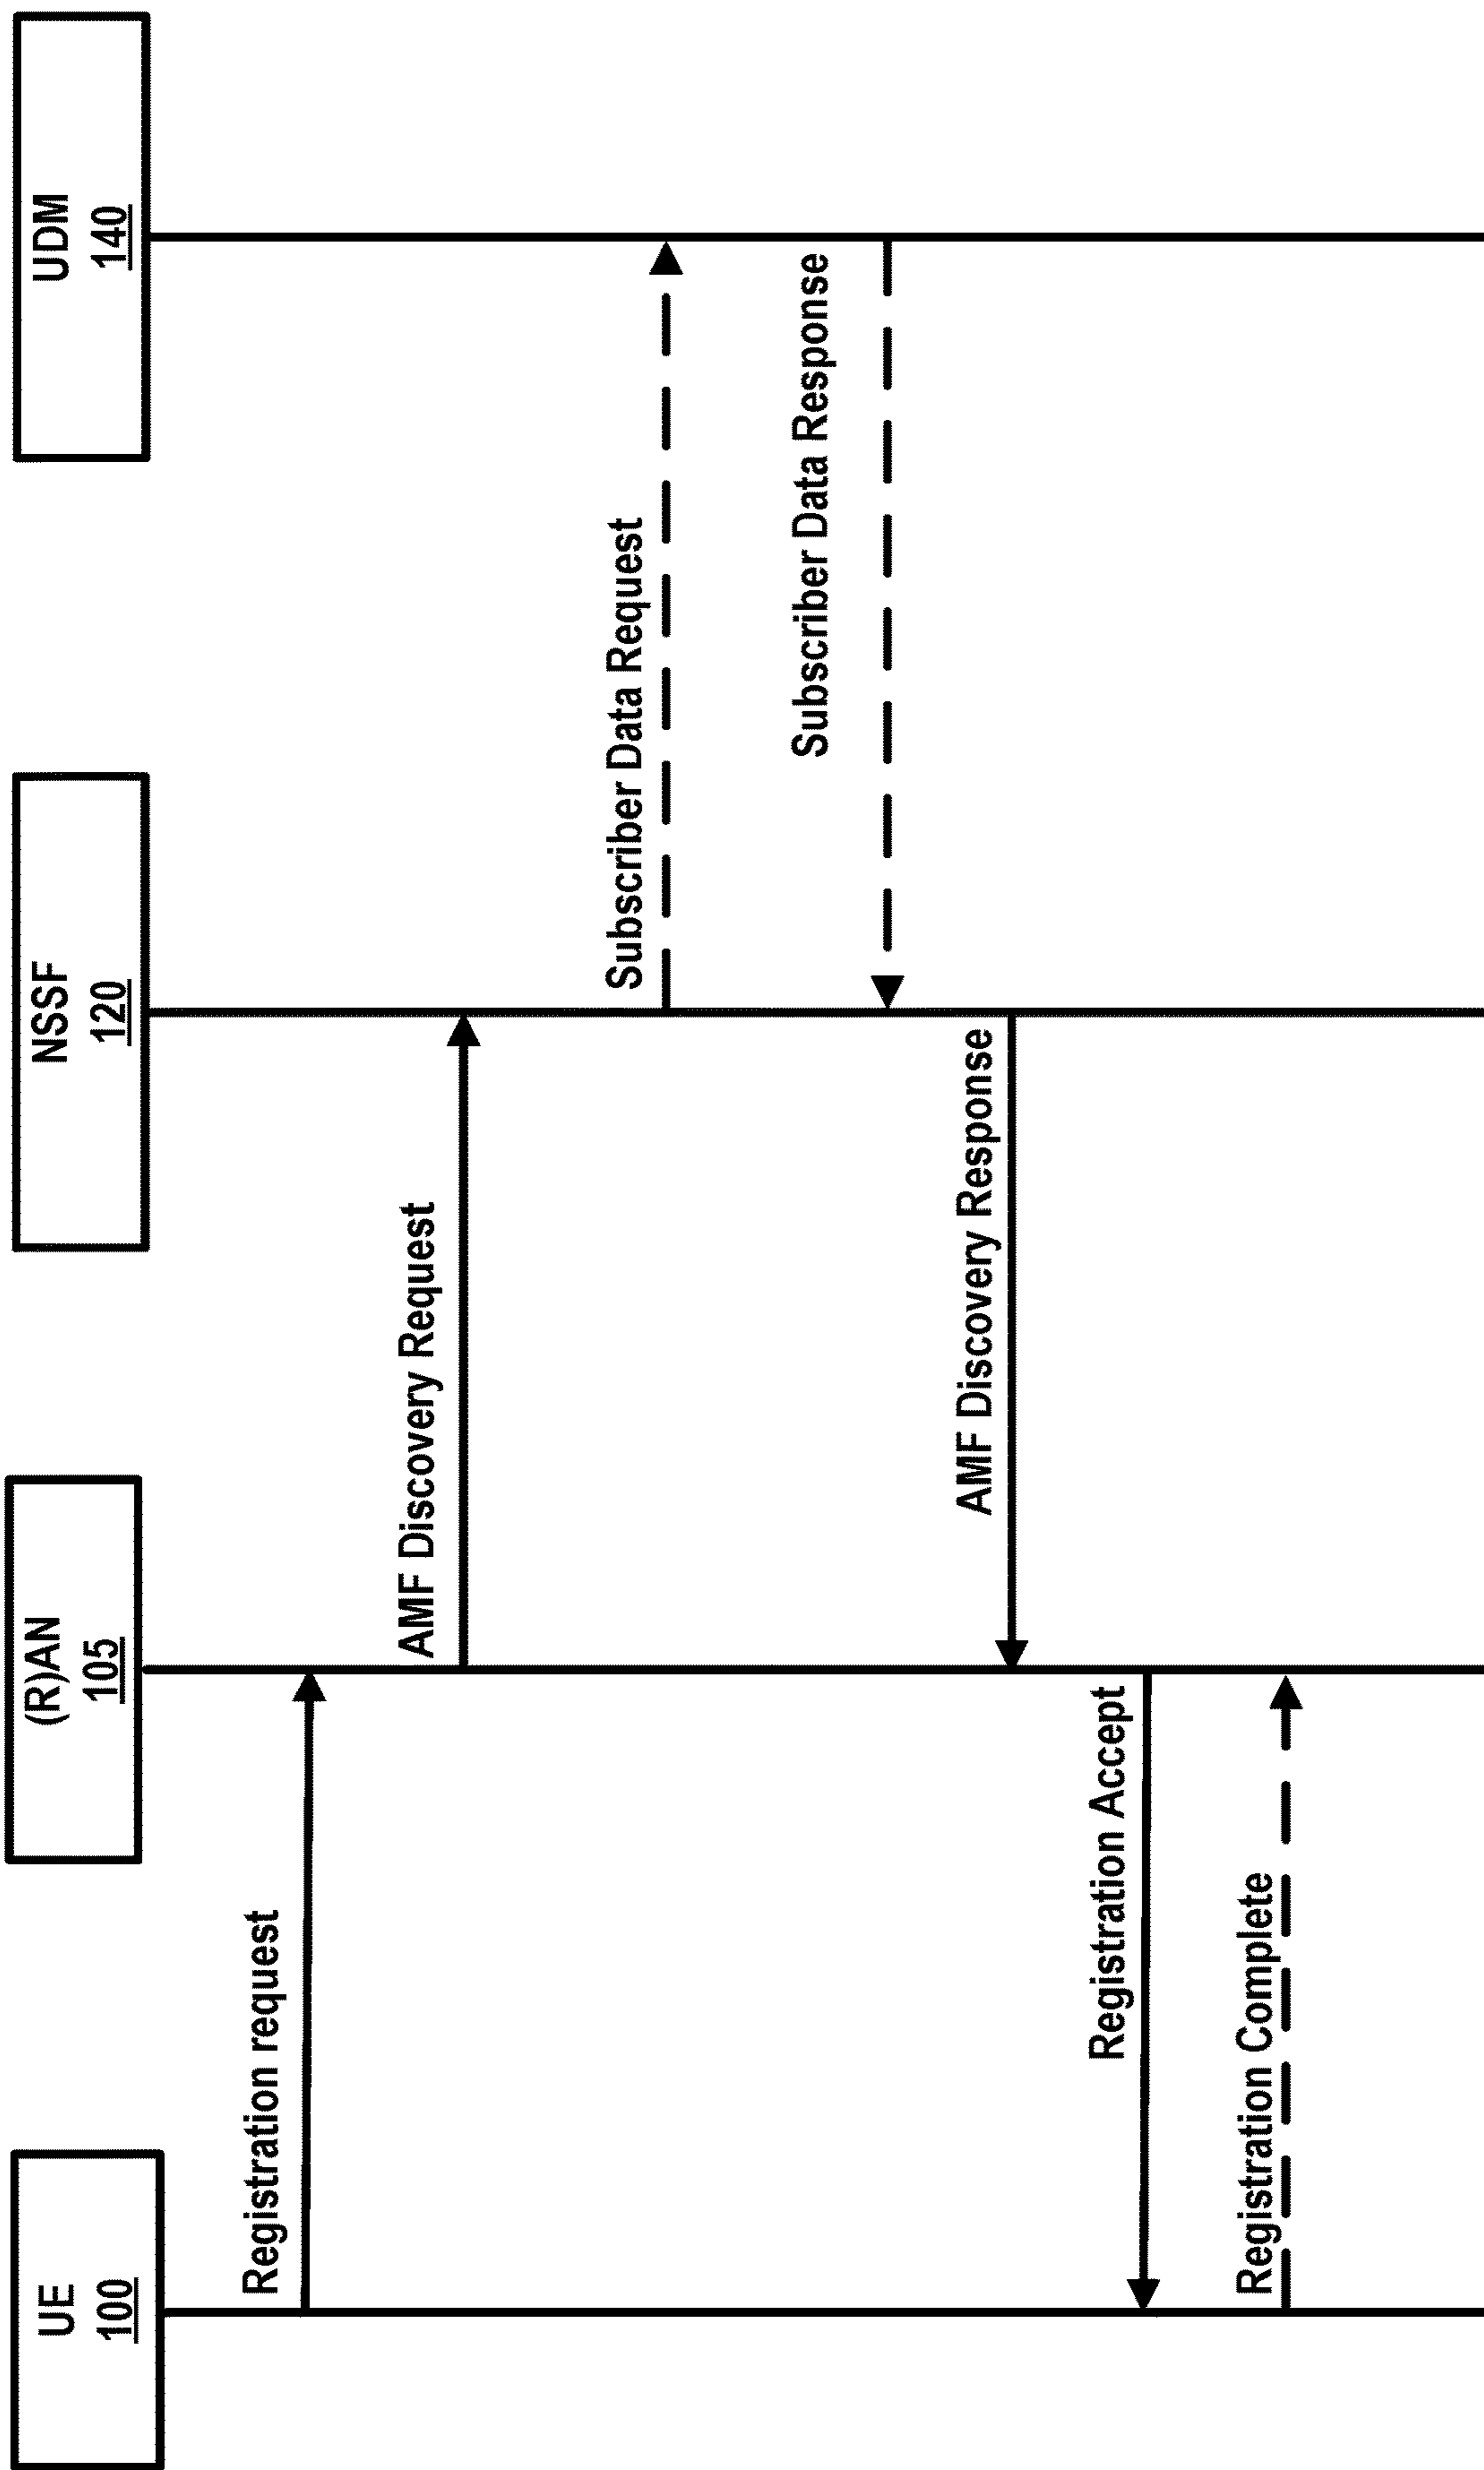 UE
100
(R)AN
105
NSSF
120
UDM
140
Registration request
AMF Discovery Request
Subscriber Data Request
Subscriber Data Response
AMF Discovery Response
Registration Accept
Registration Complete